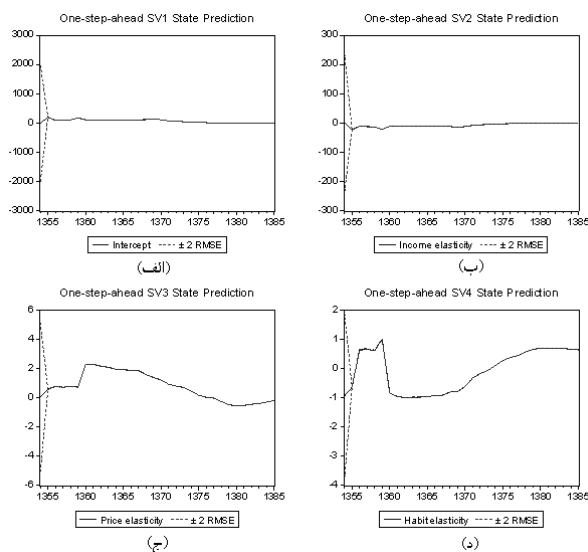 One-step-ahead SV1 State Prediction
3000
2000
1000
0
-1000
-2000
-3000
1355 1360 1365 1370 1375 1380 1385
Intercept ± 2 RMSE
(الف)
One-step-ahead SV2 State Prediction
300
200
100
0
-100
-200
-300
1355 1360 1365 1370 1375 1380 1385
Income elasticity ± 2 RMSE
(ب)
One-step-ahead SV3 State Prediction
6
4
2
0
-2
-4
-6
1355 1360 1365 1370 1375 1380 1385
Price elasticity ± 2 RMSE
(ج)
One-step-ahead SV4 State Prediction
2
1
0
-1
-2
-3
-4
1355 1360 1365 1370 1375 1380 1385
Habit elasticity ± 2 RMSE
(د)